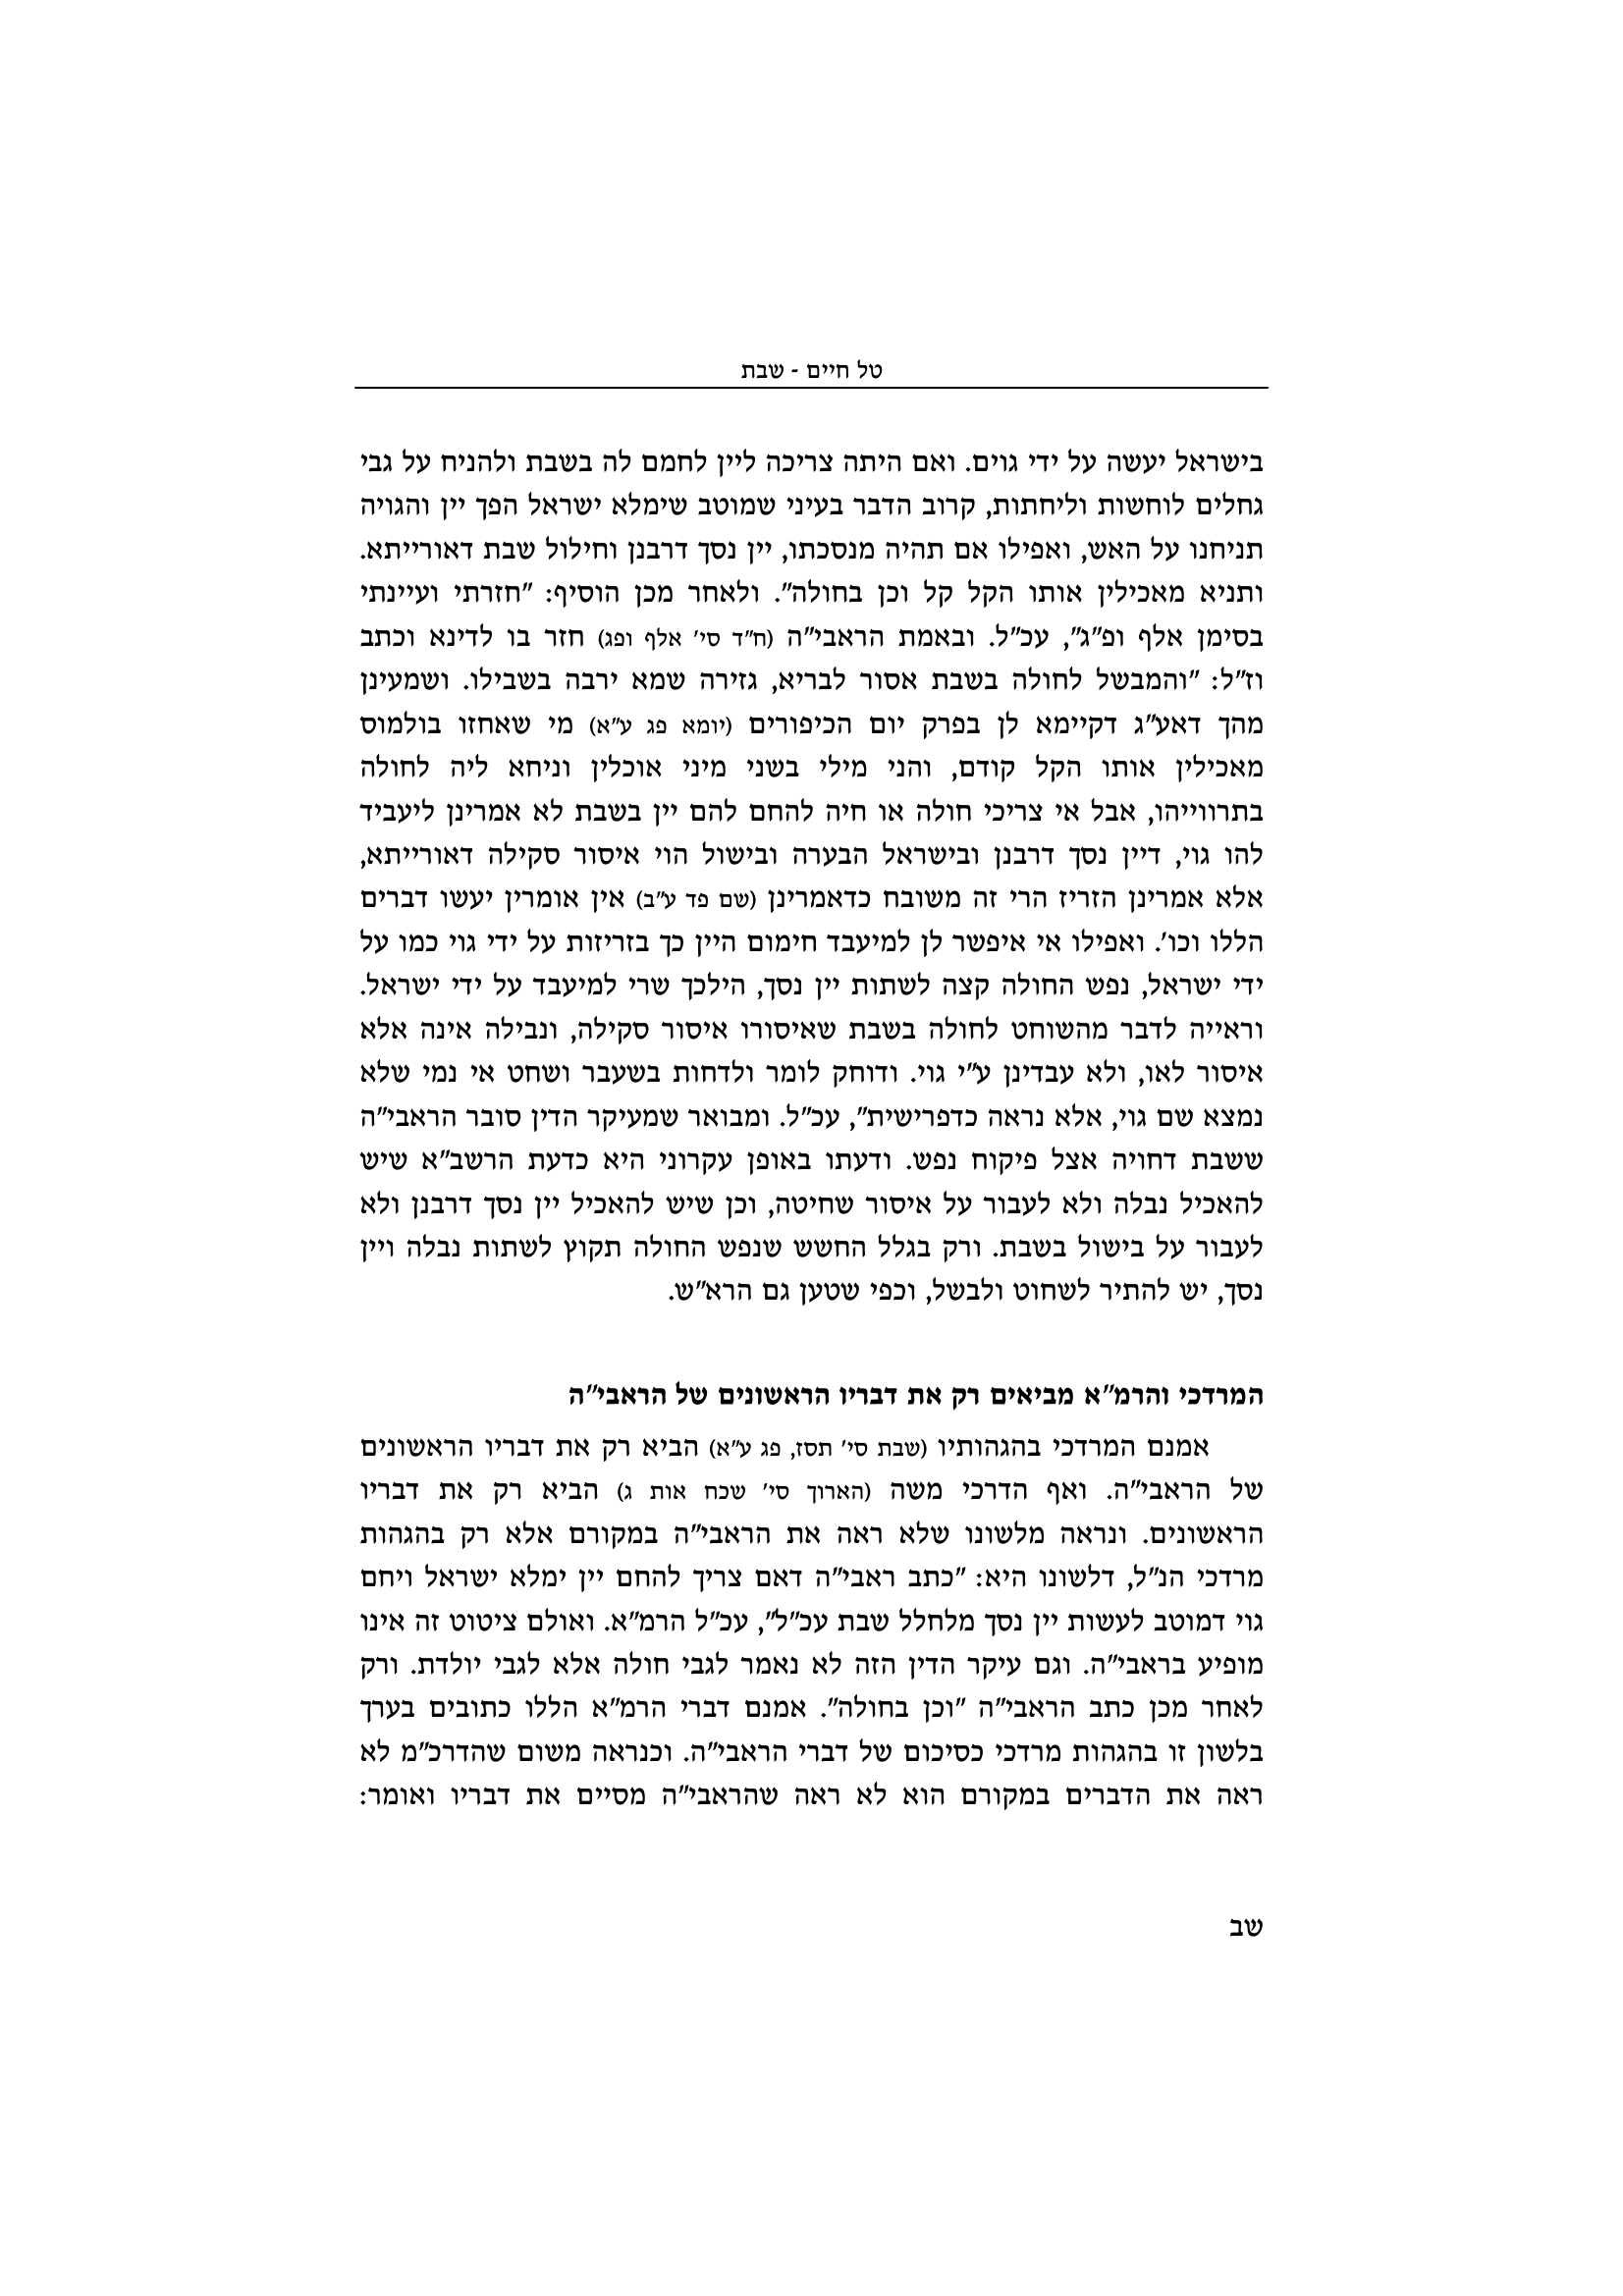 טל חיים - שבת
בישראל יעשה על ידי גוים. ואם היתה צריכה ליין לחמם לה בשבת ולהניח על גבי
גחלים לוחשות וליחתות, קרוב הדבר בעיני שמוטב שימלא ישראל הפך יין והגויה
תניחנו על האש, ואפילו אם תהיה מנסכתו, יין נסך דרבנן וחילול שבת דאורייתא.
ותניא מאכילין אותו הקל קל וכן בחולה״. ולאחר מכן הוסיף: ״חזרתי ועיינתי
בסימן אלף ופ״ג״, עכ״ל. ובאמת הראבי״ה (ח״ד סי׳ אלף ופג) חזר בו לדינא וכתב
וז״ל: ״והמבשל לחולה בשבת אסור לבריא, גזירה שמא ירבה בשבילו. ושמעינן
מהך דאע״ג דקיימא לן בפרק יום הכיפורים (יומא פג ע״א) מי שאחזו בולמוס
מאכילין אותו הקל קודם, והני מילי בשני מיני אוכלין וניחא ליה לחולה
בתרווייהו, אבל אי צריכי חולה או חיה להחם להם יין בשבת לא אמרינן ליעביד
להו גוי, דיין נסך דרבנן ובישראל הבערה ובישול הוי איסור סקילה דאורייתא,
אלא אמרינן הזריז הרי זה משובח כדאמרינן (שם פד ע״ב) אין אומרין יעשו דברים
הללו וכו׳. ואפילו אי איפשר לן למיעבד חימום היין כך בזריזות על ידי גוי כמו על
ידי ישראל, נפש החולה קצה לשתות יין נסך, הילכך שרי למיעבד על ידי ישראל.
וראייה לדבר מהשוחט לחולה בשבת שאיסורו איסור סקילה, ונבילה אינה אלא
איסור לאו, ולא עבדינן ע״י גוי. ודוחק לומר ולדחות בשעבר ושחט אי נמי שלא
נמצא שם גוי, אלא נראה כדפרישית״, עכ״ל. ומבואר שמעיקר הדין סובר הראבי״ה
ששבת דחויה אצל פיקוח נפש. ודעתו באופן עקרוני היא כדעת הרשב״א שיש
להאכיל נבלה ולא לעבור על איסור שחיטה, וכן שיש להאכיל יין נסך דרבנן ולא
לעבור על בישול בשבת. ורק בגלל החשש שנפש החולה תקוץ לשתות נבלה ויין
נסך, יש להתיר לשחוט ולבשל, וכפי שטען גם הרא״ש.
המרדכי והרמ״א מביאים רק את דבריו הראשונים של הראבי״ה
אמנם המרדכי בהגהותיו (שבת סי׳ תסז, פג ע״א) הביא רק את דבריו הראשונים
של הראבי״ה. ואף הדרכי משה (הארוך סי׳ שכח אות ג) הביא רק את דבריו
הראשונים. ונראה מלשונו שלא ראה את הראבי״ה במקורם אלא רק בהגהות
מרדכי הנ״ל, דלשונו היא: ״כתב ראבי״ה דאם צריך להחם יין ימלא ישראל ויחם
גוי דמוטב לעשות יין נסך מלחלל שבת עכ״ל״, עכ״ל הרמ״א. ואולם ציטוט זה אינו
מופיע בראבי״ה. וגם עיקר הדין הזה לא נאמר לגבי חולה אלא לגבי יולדת. ורק
לאחר מכן כתב הראבי״ה ״וכן בחולה״. אמנם דברי הרמ״א הללו כתובים בערך
בלשון זו בהגהות מרדכי כסיכום של דברי הראבי״ה. וכנראה משום שהדרכ״מ לא
ראה את הדברים במקורם הוא לא ראה שהראבי״ה מסיים את דבריו ואומר:
שב